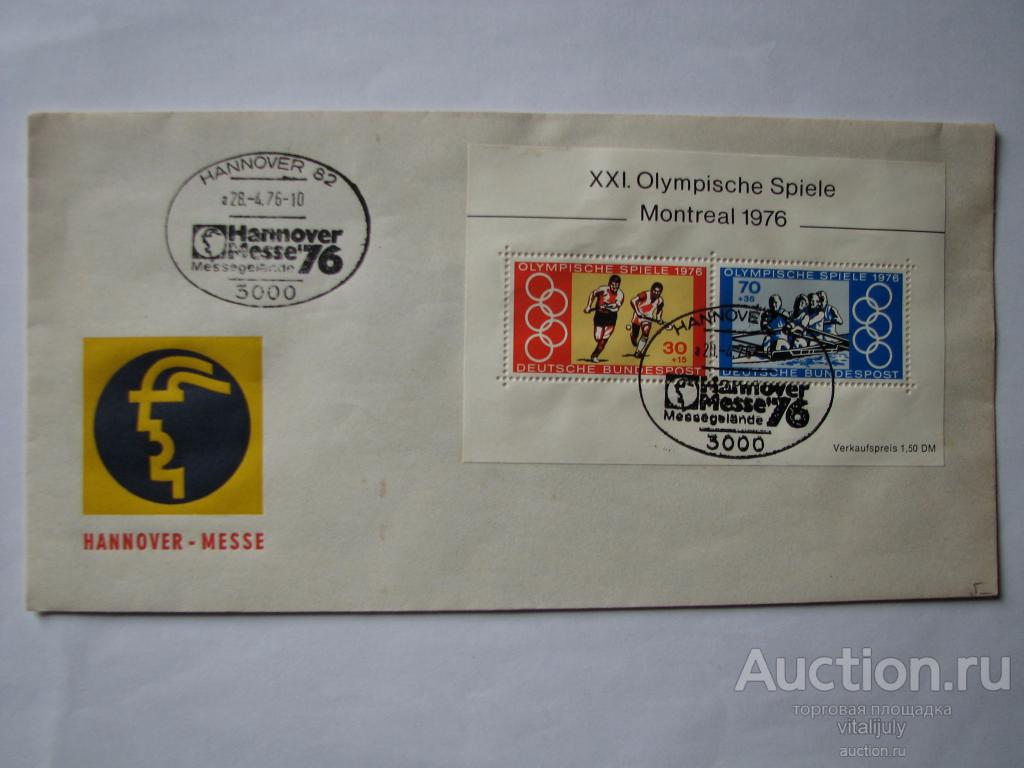 HANNOVER 82
a28.-4.76-10
Hannover
Messe'76
Messegelände
3000
HANNOVER - MESSE
XXI. Olympische Spiele
Montreal 1976
OLYMPISCHE SPIELE 1976
30
+15
DEUTSCHE BUNDESPOST
OLYMPISCHE SPIELE 1976
70
+35
DEUTSCHE BUNDESPOST
HANNOVER
Hannover
Messe'76
Messegelände
3000
Verkaufspreis 1,50 DM
Auction.ru
торговая площадка
vitalijuly
auction.ru